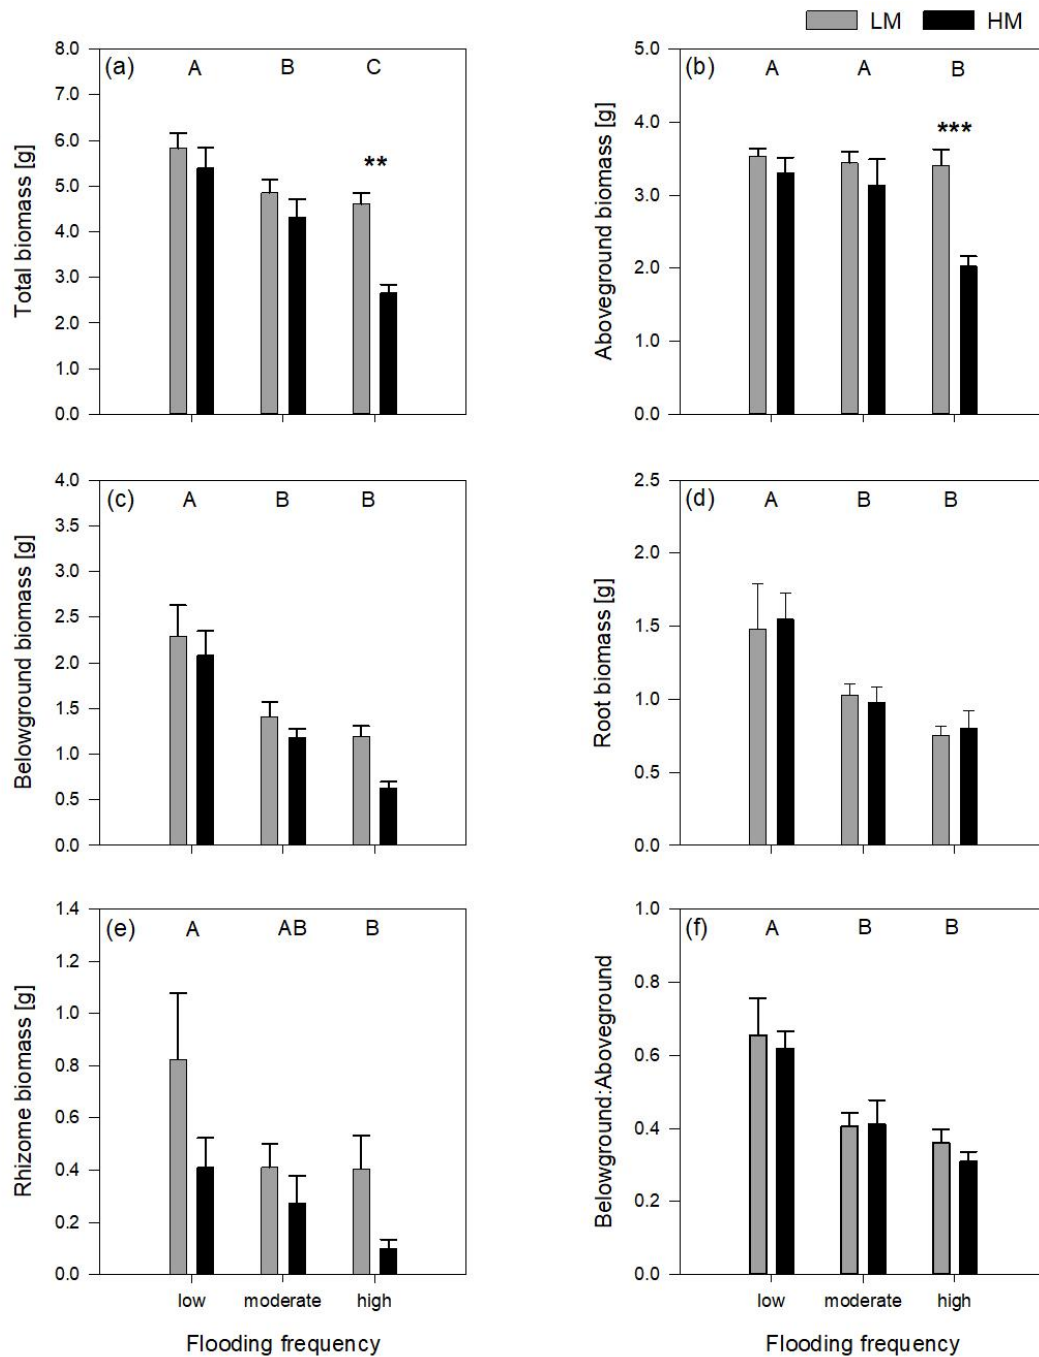 LM HM
(a) A B C
**
Total biomass [g]
8.0
7.0
6.0
5.0
4.0
3.0
2.0
1.0
0.0
(b) A A B
***
Aboveground biomass [g]
5.0
4.0
3.0
2.0
1.0
0.0
(c) A B B
Belowground biomass [g]
4.0
3.5
3.0
2.5
2.0
1.5
1.0
0.5
0.0
(d) A B B
Root biomass [g]
2.5
2.0
1.5
1.0
0.5
0.0
(e) A AB B
Rhizome biomass [g]
1.4
1.2
1.0
0.8
0.6
0.4
0.2
0.0
low moderate high
Flooding frequency
(f) A B B
Belowground:Aboveground
1.0
0.8
0.6
0.4
0.2
0.0
low moderate high
Flooding frequency